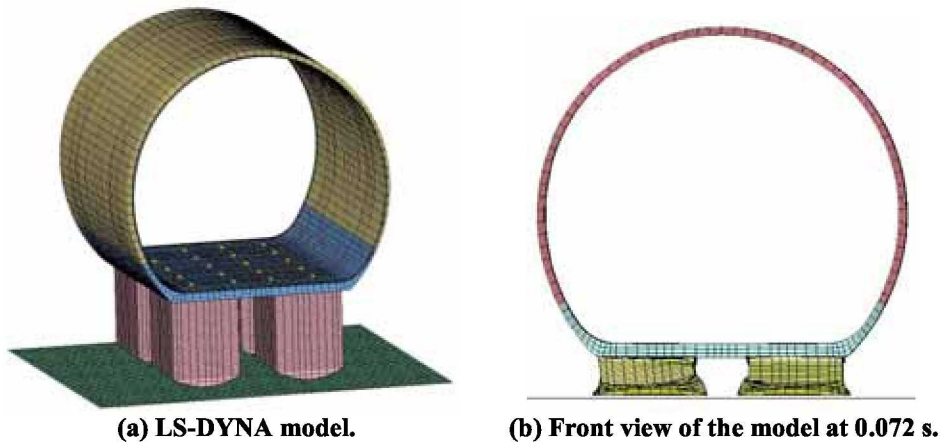 (a) LS-DYNA model.
(b) Front view of the model at 0.072 s.